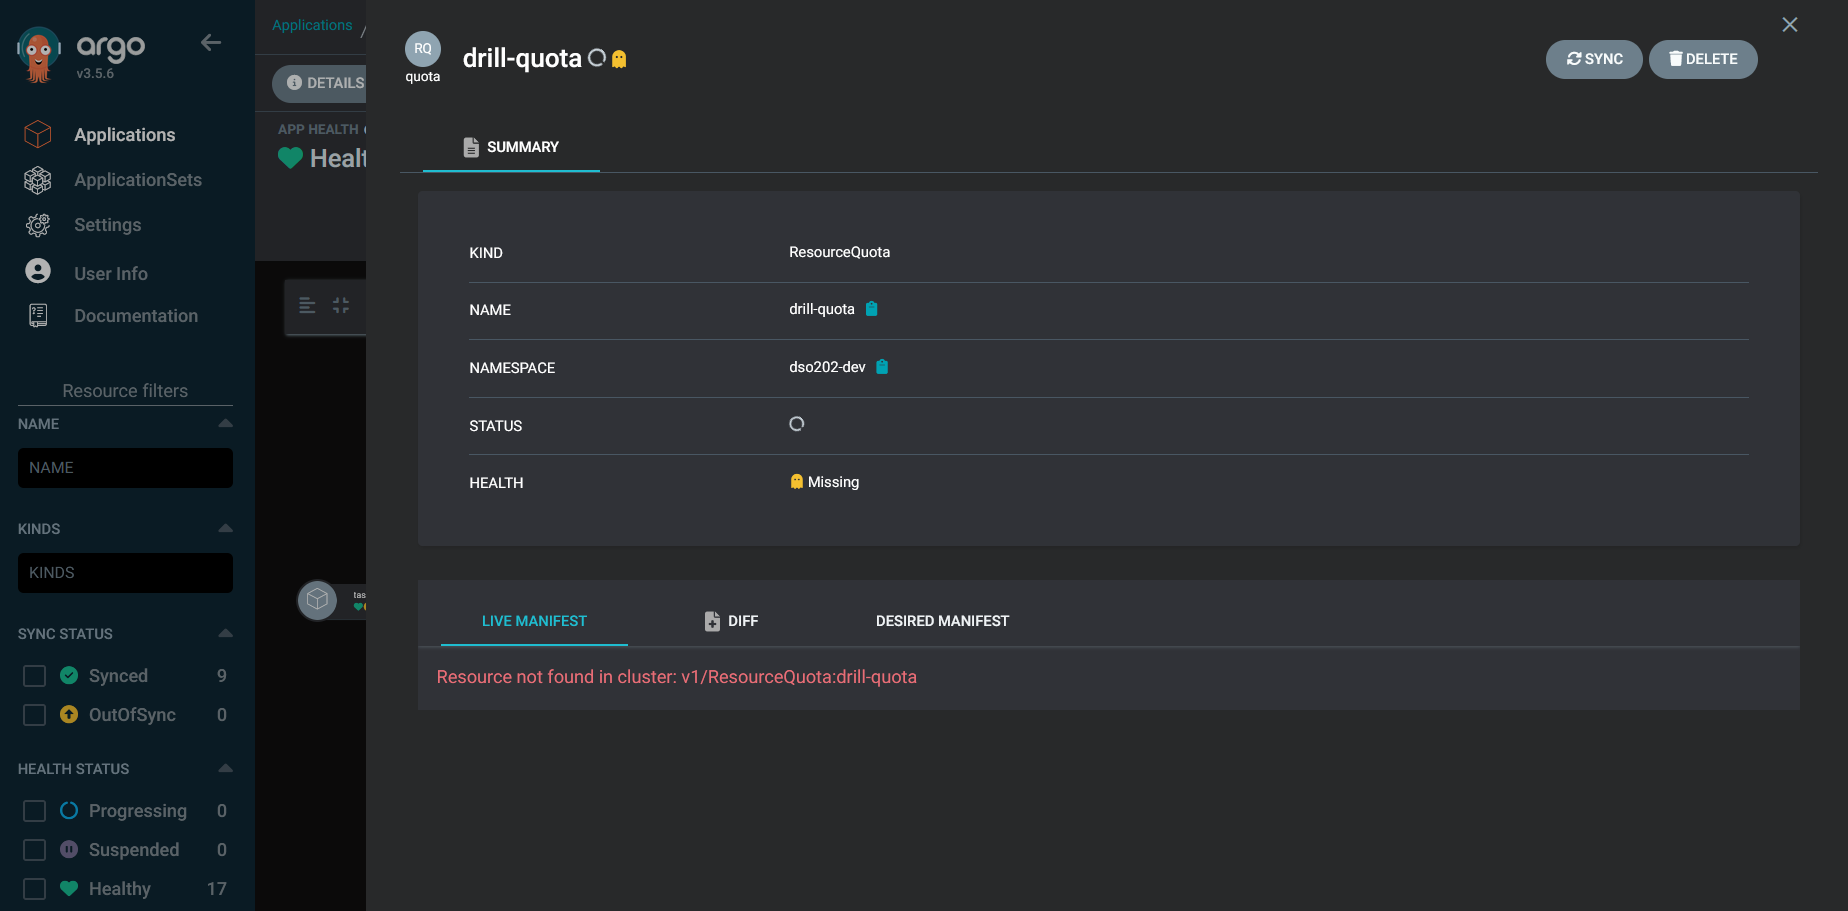 argo
v3.5.6
Applications
ApplicationSets
Settings
User Info
Documentation
Resource filters
NAME
NAME
KINDS
KINDS
SYNC STATUS
Synced 9
OutOfSync 0
HEALTH STATUS
Progressing 0
Suspended 0
Healthy 17
Applications /
DETAILS
APP HEALTH
Healt
tas
RQ
quota
drill-quota
SYNC
DELETE
SUMMARY
KIND ResourceQuota
NAME drill-quota
NAMESPACE dso202-dev
STATUS
HEALTH Missing
LIVE MANIFEST DIFF DESIRED MANIFEST
Resource not found in cluster: v1/ResourceQuota:drill-quota